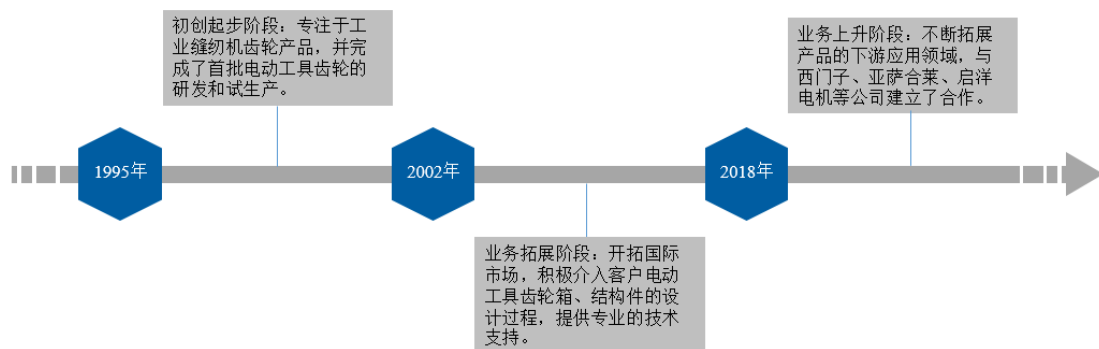 初创起步阶段：专注于工
业缝纫机齿轮产品，并完
成了首批电动工具齿轮的
研发和试生产。
业务上升阶段：不断拓展
产品的下游应用领域，与
西门子、亚萨合莱、启洋
电机等公司建立了合作。
1995年
2002年
2018年
业务拓展阶段：开拓国际
市场，积极介入客户电动
工具齿轮箱、结构件的设
计过程，提供专业的技术
支持。